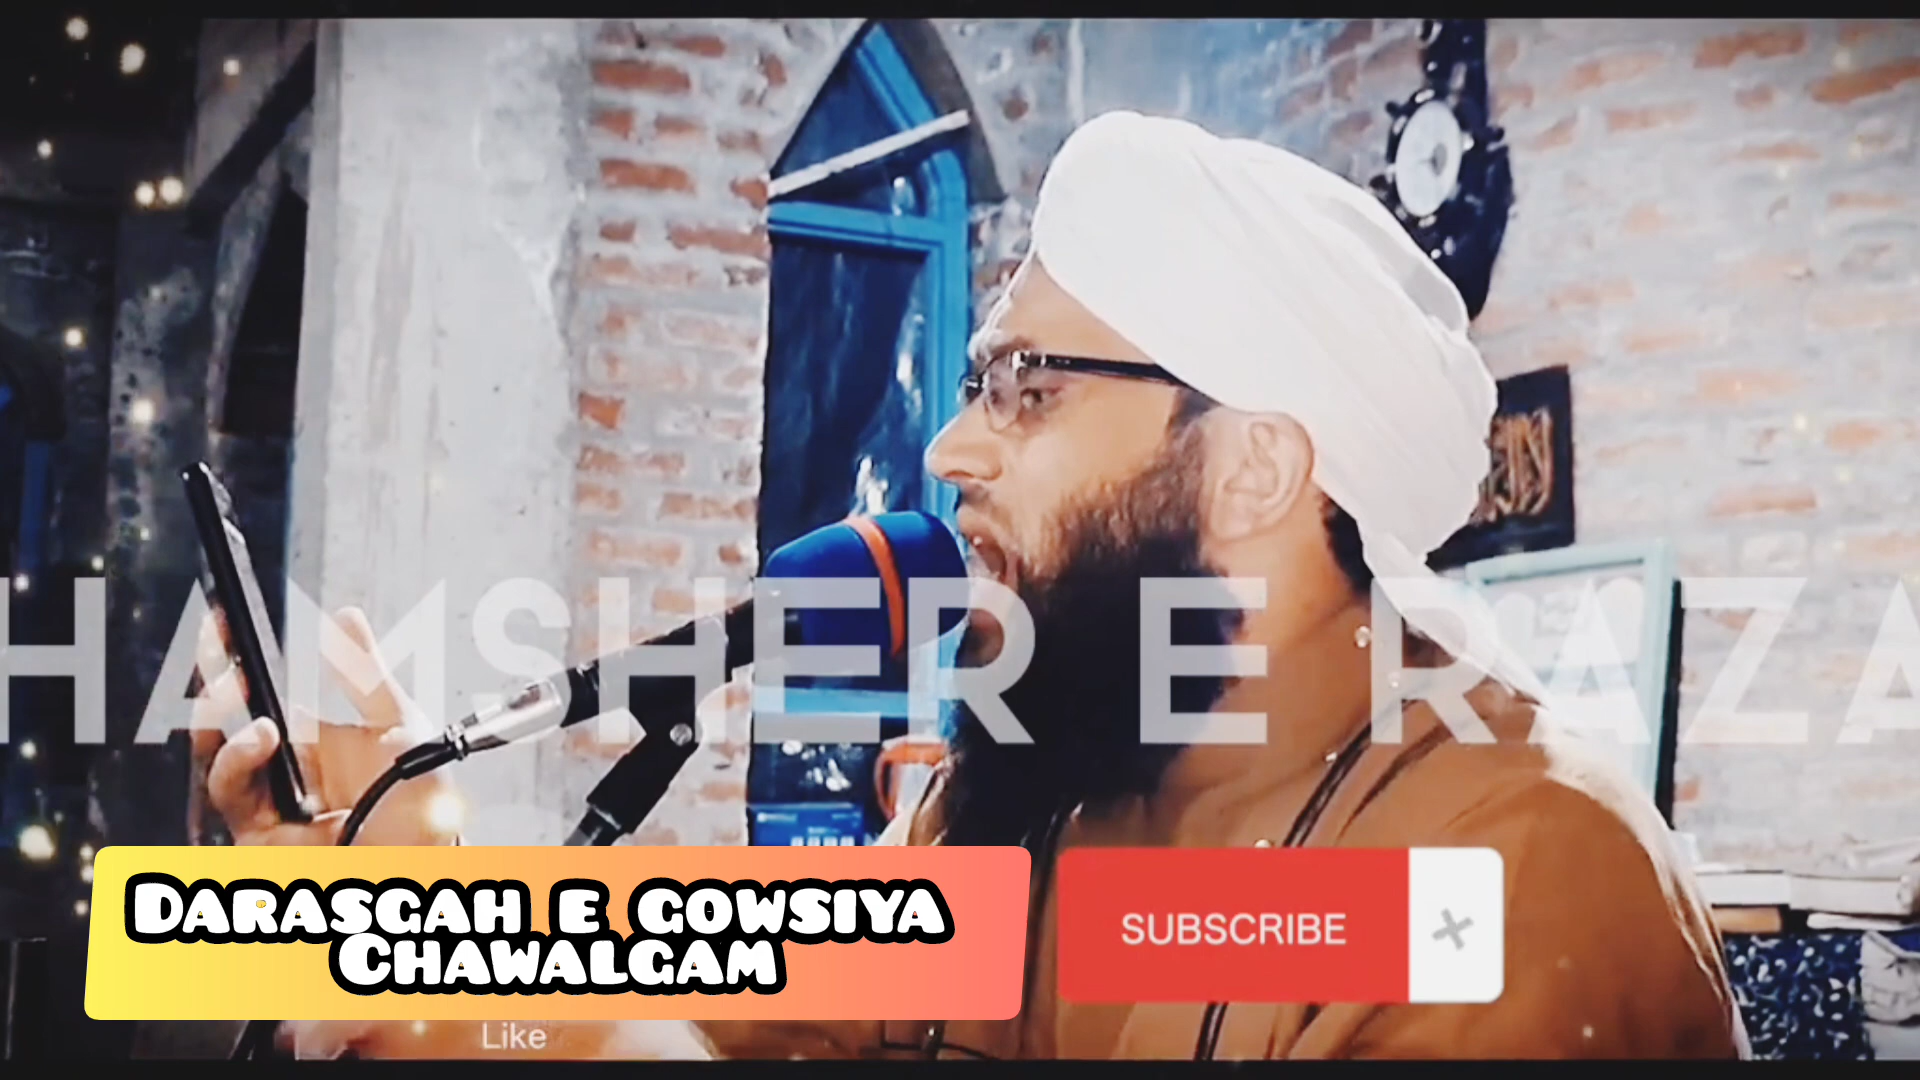 HAMSHER E RAZA
DARASGAH E GOWSIYA
CHAWALGAM
SUBSCRIBE
Like